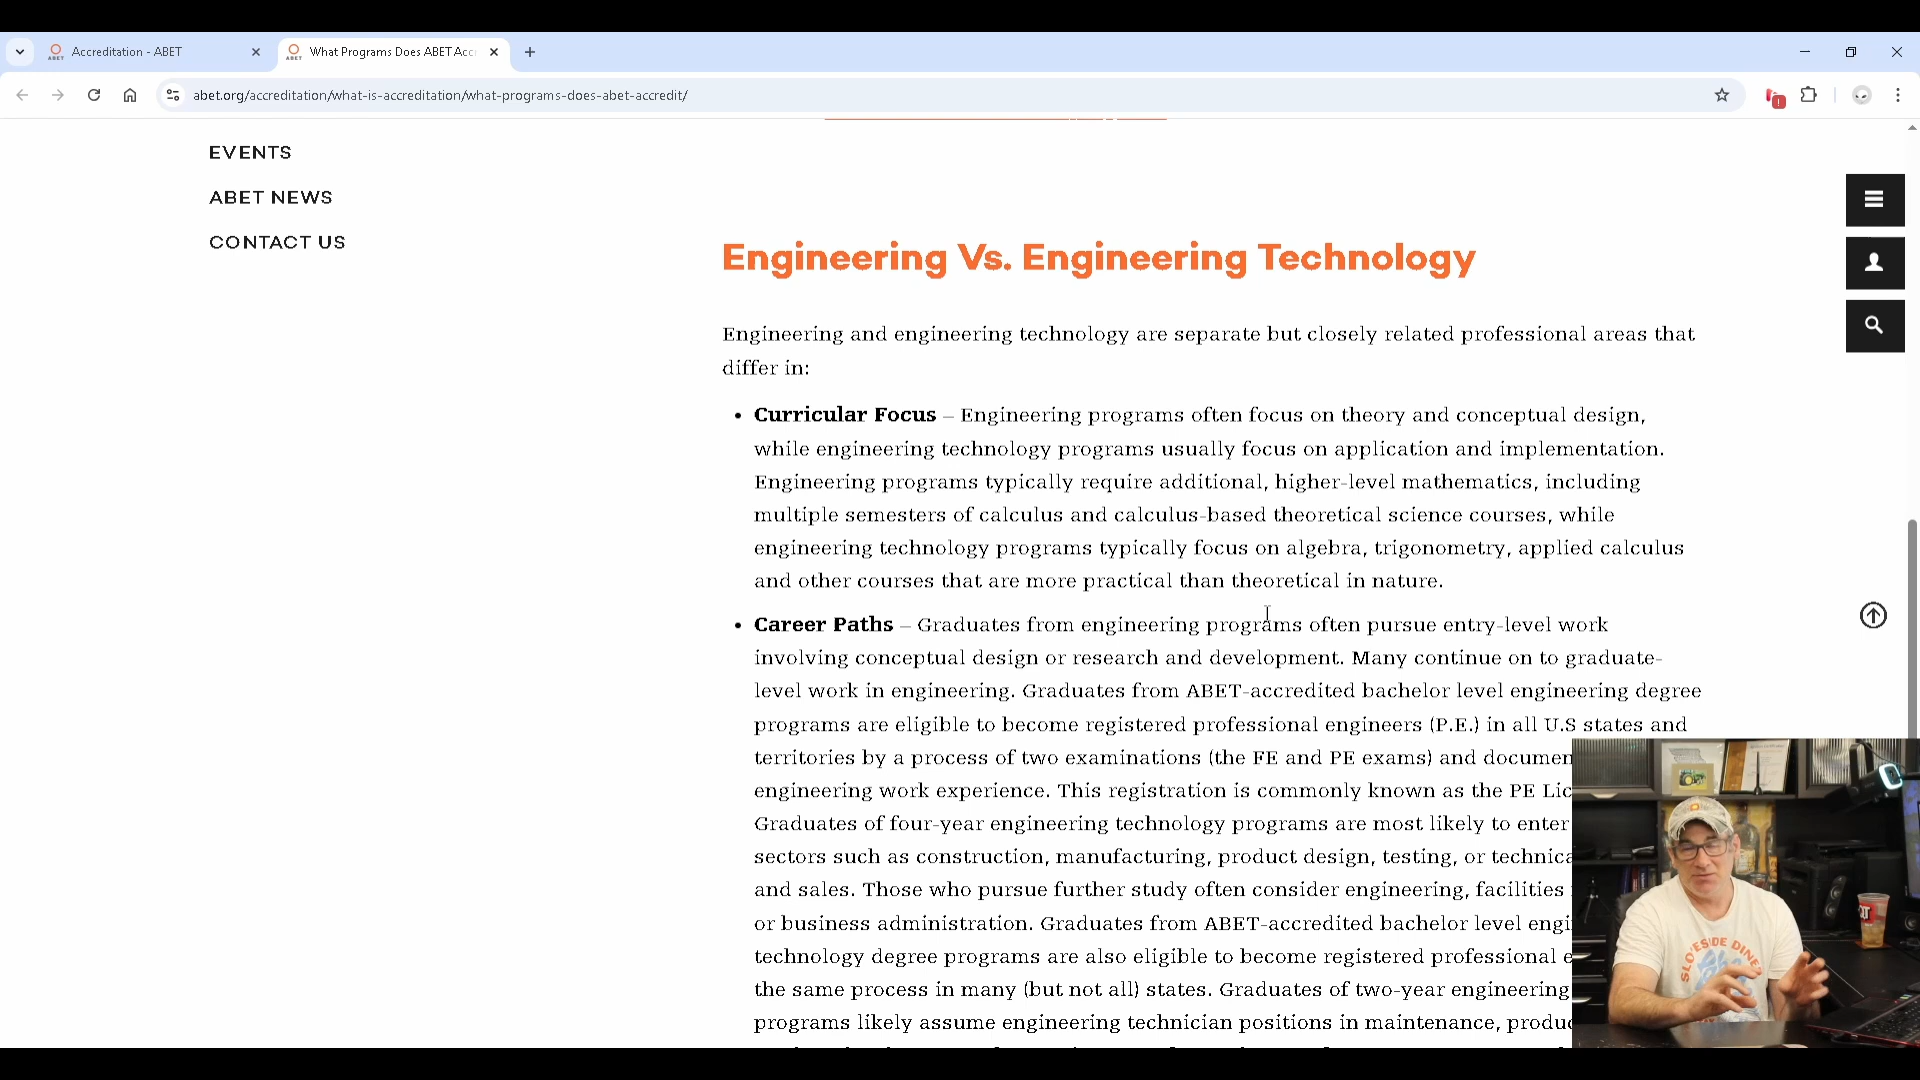 Accreditation - ABET
What Programs Does ABET Acc
abet.org/accreditation/what-is-accreditation/what-programs-does-abet-accredit/
EVENTS
ABET NEWS
CONTACT US
Engineering Vs. Engineering Technology
Engineering and engineering technology are separate but closely related professional areas that
differ in:
• Curricular Focus – Engineering programs often focus on theory and conceptual design,
while engineering technology programs usually focus on application and implementation.
Engineering programs typically require additional, higher-level mathematics, including
multiple semesters of calculus and calculus-based theoretical science courses, while
engineering technology programs typically focus on algebra, trigonometry, applied calculus
and other courses that are more practical than theoretical in nature.
• Career Paths – Graduates from engineering programs often pursue entry-level work
involving conceptual design or research and development. Many continue on to graduate-
level work in engineering. Graduates from ABET-accredited bachelor level engineering degree
programs are eligible to become registered professional engineers (P.E.) in all U.S states and
territories by a process of two examinations (the FE and PE exams) and documen
engineering work experience. This registration is commonly known as the PE Lic
Graduates of four-year engineering technology programs are most likely to enter
sectors such as construction, manufacturing, product design, testing, or technica
and sales. Those who pursue further study often consider engineering, facilities
or business administration. Graduates from ABET-accredited bachelor level engi
technology degree programs are also eligible to become registered professional e
the same process in many (but not all) states. Graduates of two-year engineering
programs likely assume engineering technician positions in maintenance, produc